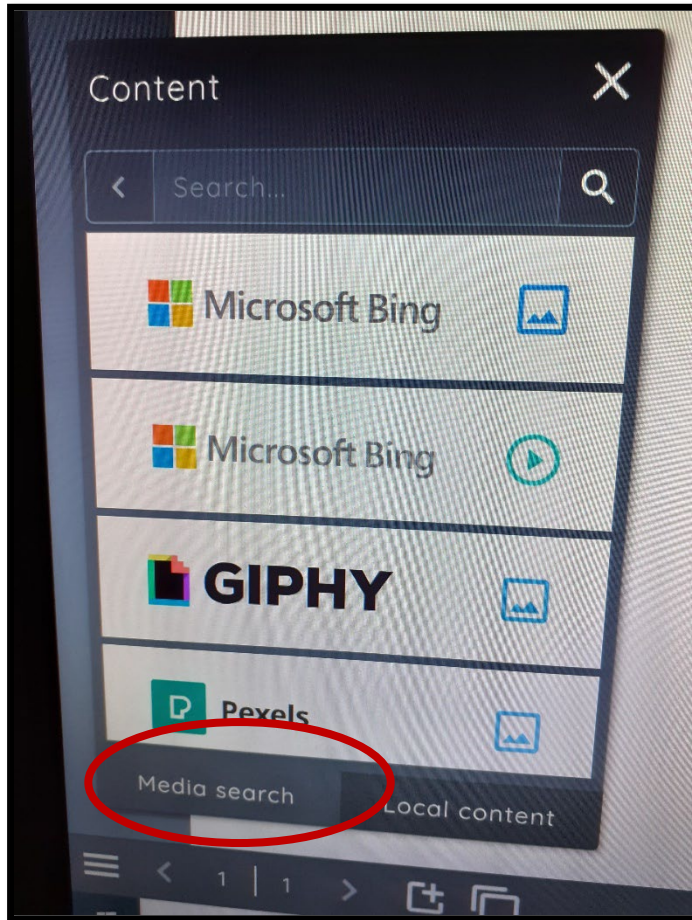 Content
Search...
Microsoft Bing
Microsoft Bing
GIPHY
Pexels
Media search
Local content
1 | 1